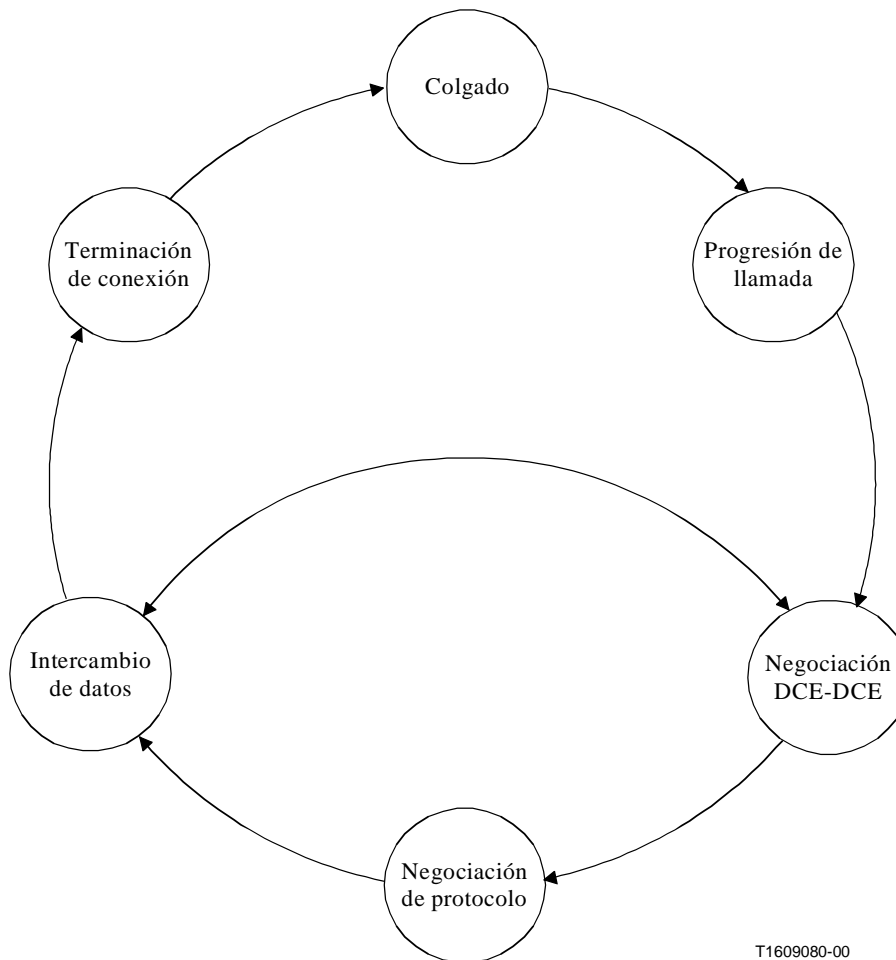 Colgado
Terminación
de conexión
Progresión de
llamada
Intercambio
de datos
Negociación
DCE-DCE
Negociación
de protocolo
T1609080-00